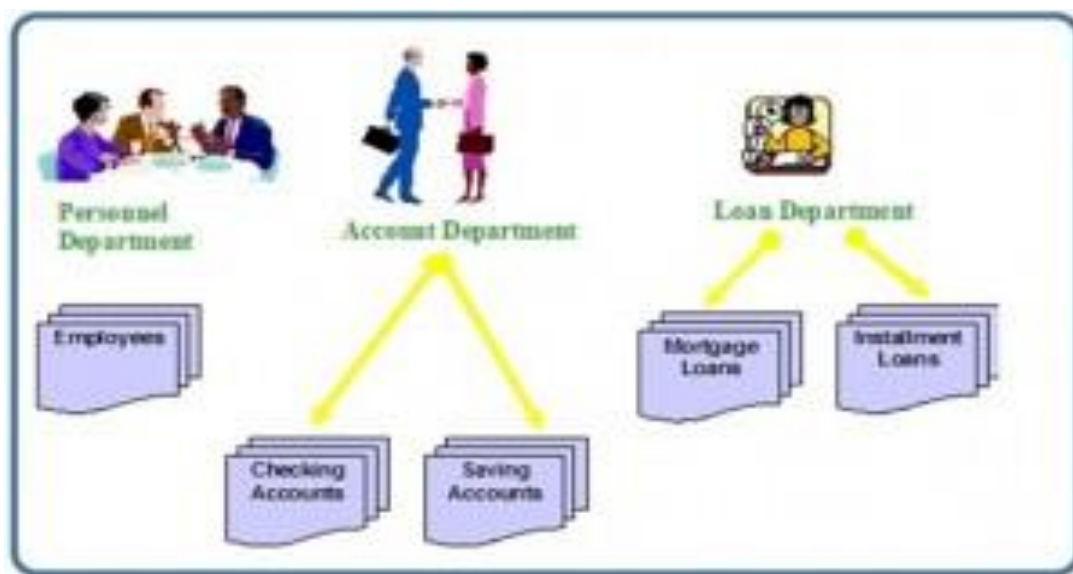 Personnel
Department
Account Department
Loan Department
Employees
Mortgage
Loans
Installment
Loans
Checking
Accounts
Saving
Accounts